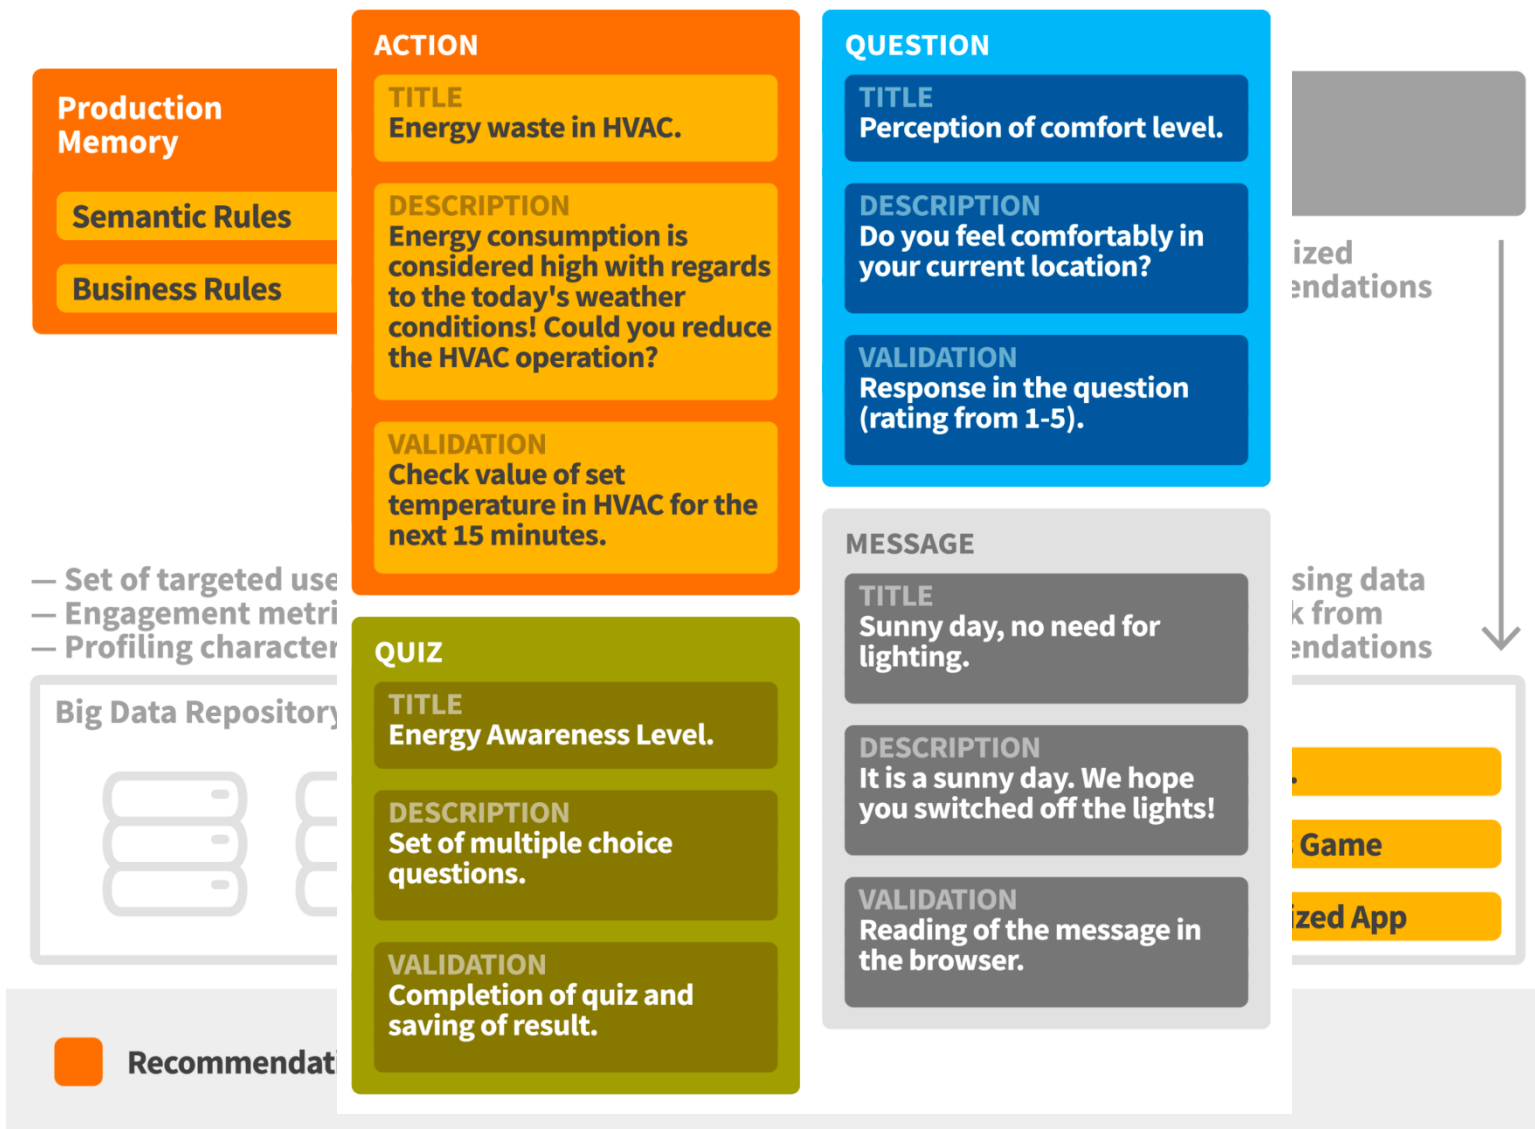 Production
Memory
Semantic Rules
Business Rules
— Set of targeted use
— Engagement metri
— Profiling character
Big Data Repository
Recommendati
ACTION
TITLE
Energy waste in HVAC.
DESCRIPTION
Energy consumption is
considered high with regards
to the today's weather
conditions! Could you reduce
the HVAC operation?
VALIDATION
Check value of set
temperature in HVAC for the
next 15 minutes.
QUIZ
TITLE
Energy Awareness Level.
DESCRIPTION
Set of multiple choice
questions.
VALIDATION
Completion of quiz and
saving of result.
QUESTION
TITLE
Perception of comfort level.
DESCRIPTION
Do you feel comfortably in
your current location?
VALIDATION
Response in the question
(rating from 1-5).
MESSAGE
TITLE
Sunny day, no need for
lighting.
DESCRIPTION
It is a sunny day. We hope
you switched off the lights!
VALIDATION
Reading of the message in
the browser.
ized
endations
sing data
k from
endations
Game
ized App